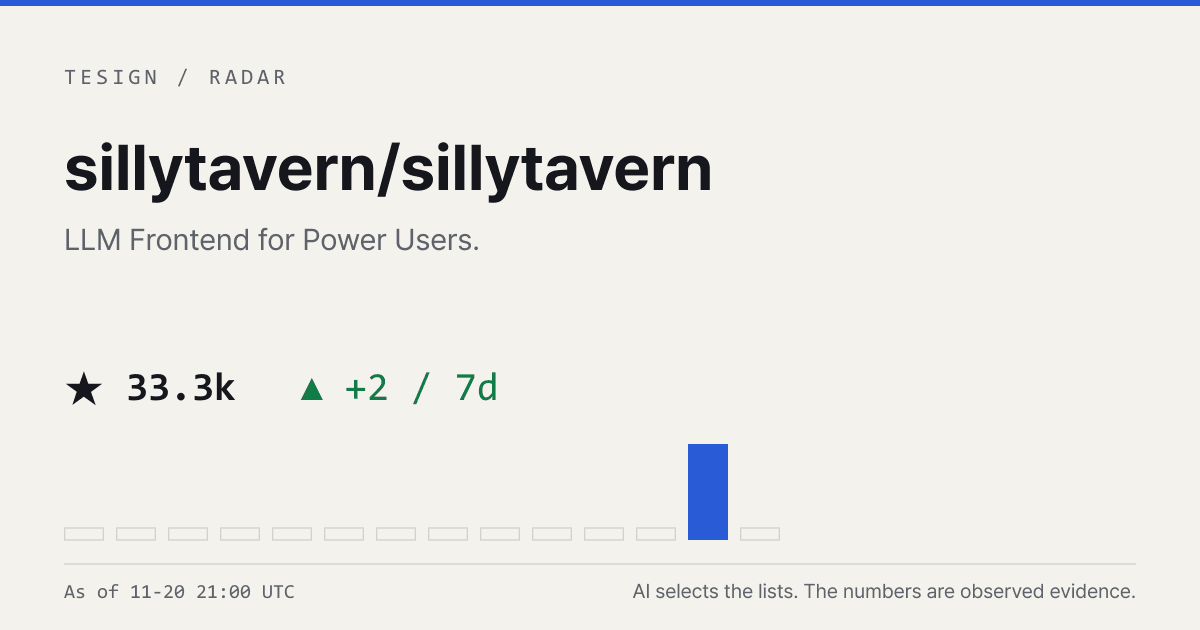 TESIGN / RADAR
sillytavern/sillytavern
LLM Frontend for Power Users.
★ 33.3k ▲ +2 / 7d
As of 11-20 21:00 UTC
AI selects the lists. The numbers are observed evidence.